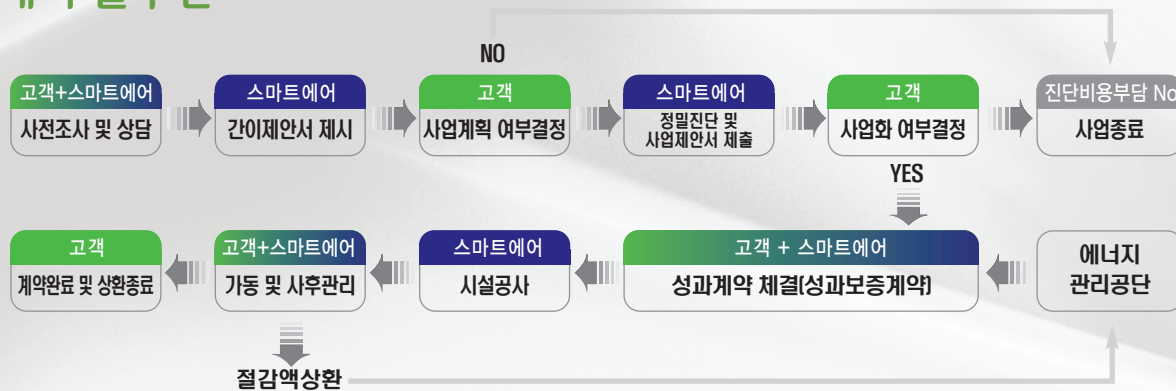 NO
고객+스마트에어
사전조사 및 상담
스마트에어
간이제안서 제시
고객
사업계획 여부결정
스마트에어
정밀진단 및
사업제안서 제출
고객
사업화 여부결정
진단비용부담 No
사업종료
YES
고객
계약완료 및 상환종료
고객+스마트에어
가동 및 사후관리
스마트에어
시설공사
고객 + 스마트에어
성과계약 체결(성과보증계약)
에너지
관리공단
절감액상환